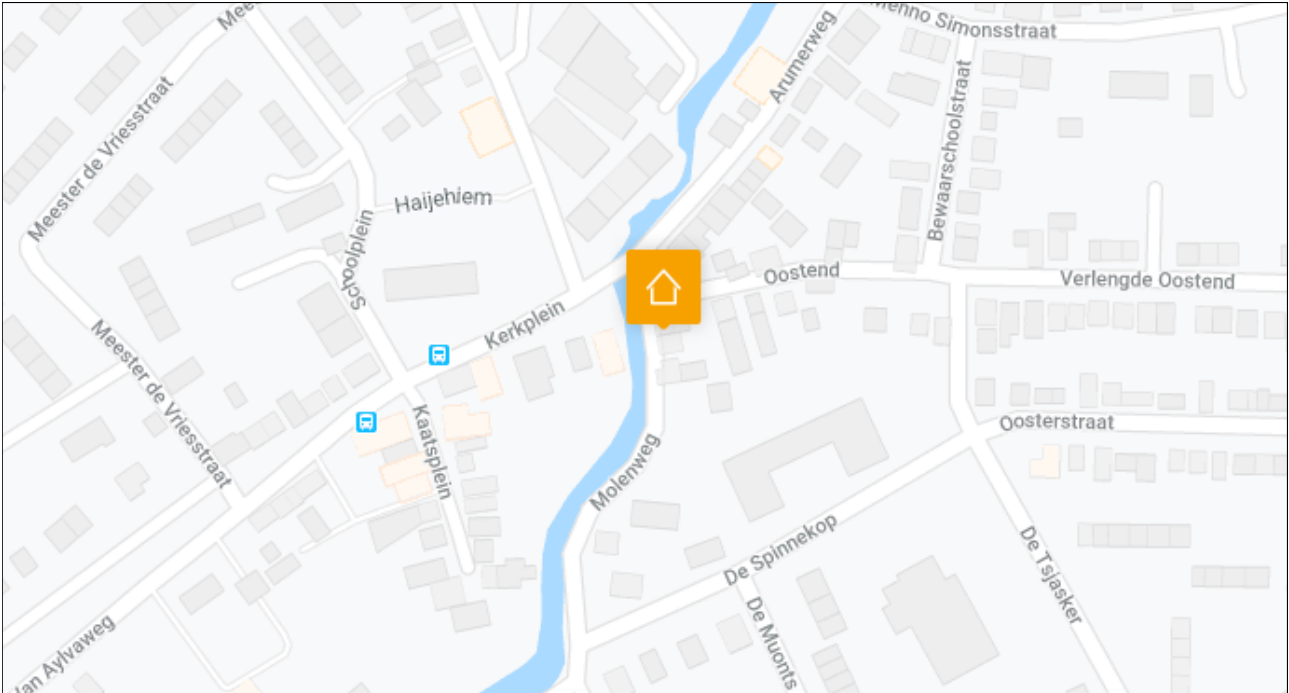 Mee
Menno Simonsstraat
Arumerweg
Meester de Vriesstraat
Bewaarschoolstraat
Haijehiem
Schoolplein
Oostend
Verlengde Oostend
Kerkplein
Meester de Vriesstraat
Kaatsplein
Oosterstraat
Molenweg
De Spinnekop
De Tsjasker
De Muonts
Van Aylvaweg